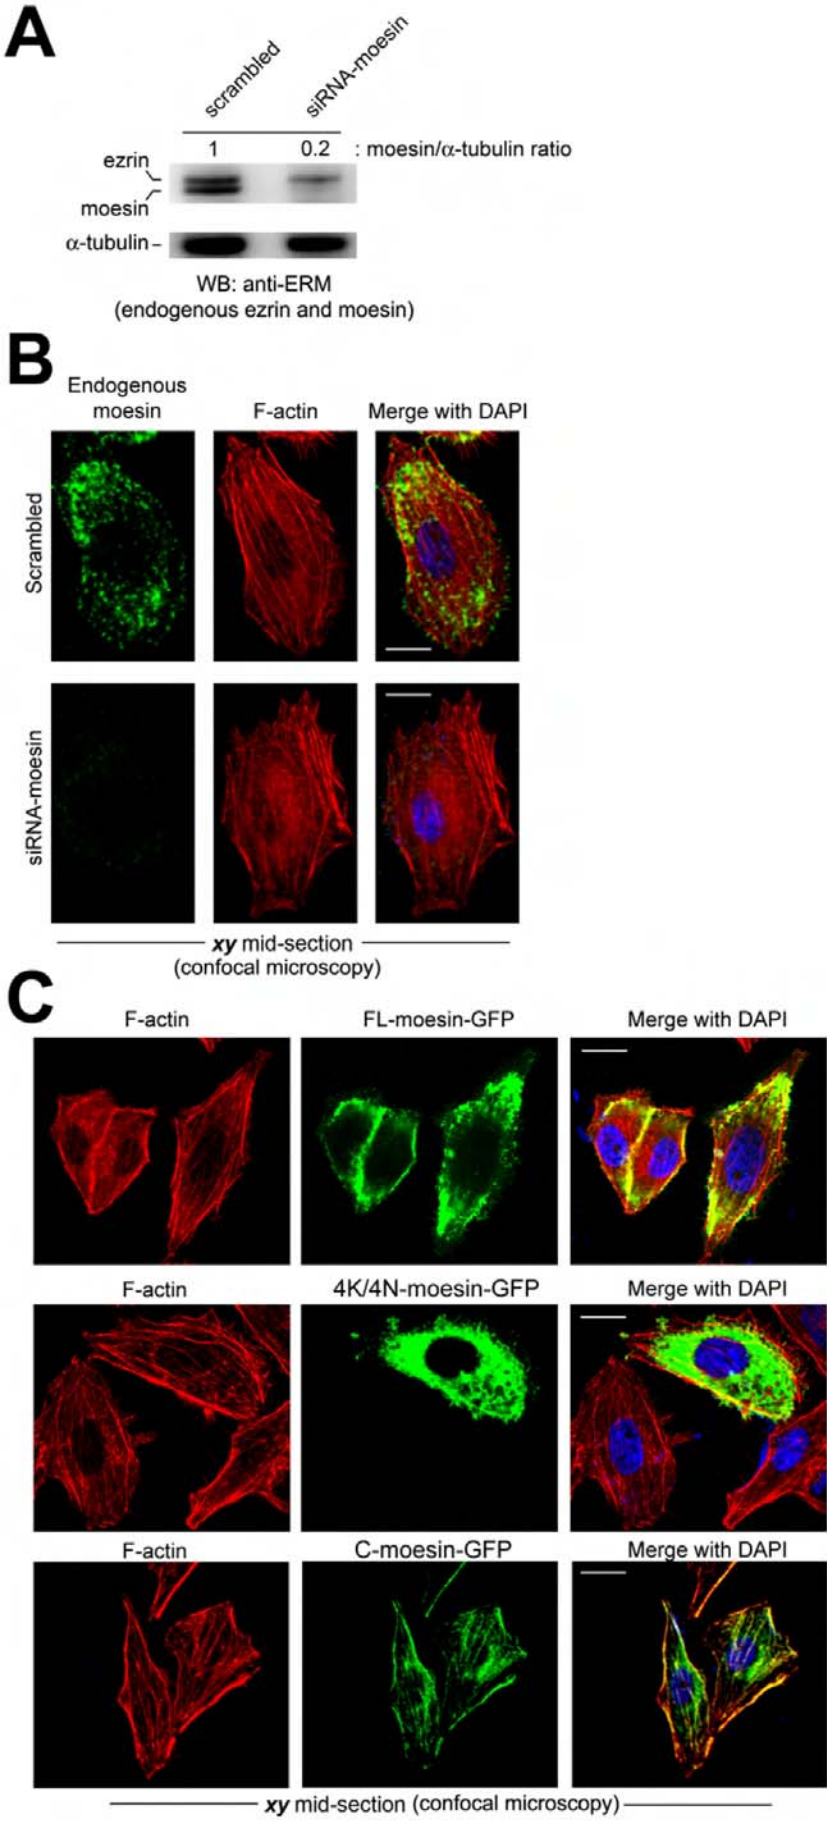 A
scrambled
siRNA-moesin
1
0.2
: moesin/α-tubulin ratio
ezrin
moesin
α-tubulin
WB: anti-ERM
(endogenous ezrin and moesin)
B
Endogenous
moesin
F-actin
Merge with DAPI
Scrambled
siRNA-moesin
xy mid-section
(confocal microscopy)
C
F-actin
FL-moesin-GFP
Merge with DAPI
F-actin
4K/4N-moesin-GFP
Merge with DAPI
F-actin
C-moesin-GFP
Merge with DAPI
xy mid-section (confocal microscopy)